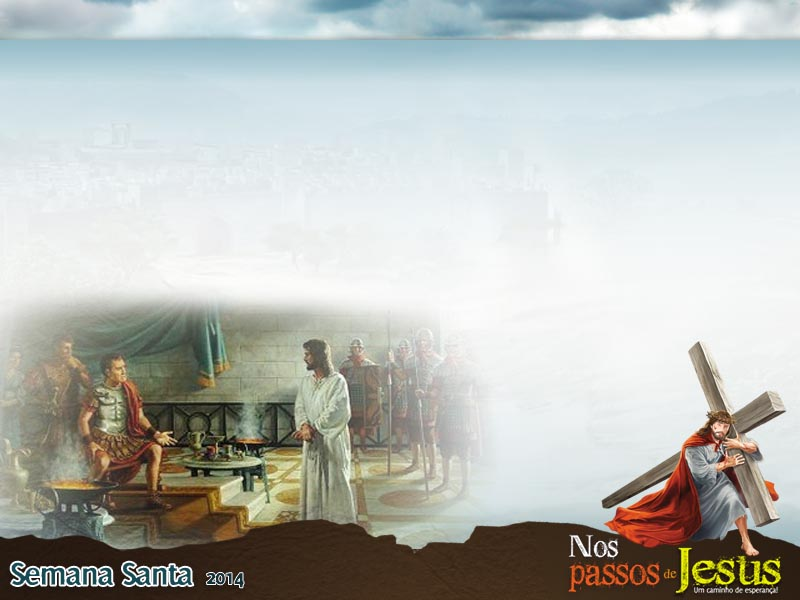 Semana Santa 2014
Nos
passos de Jesus
Um caminho de esperança!